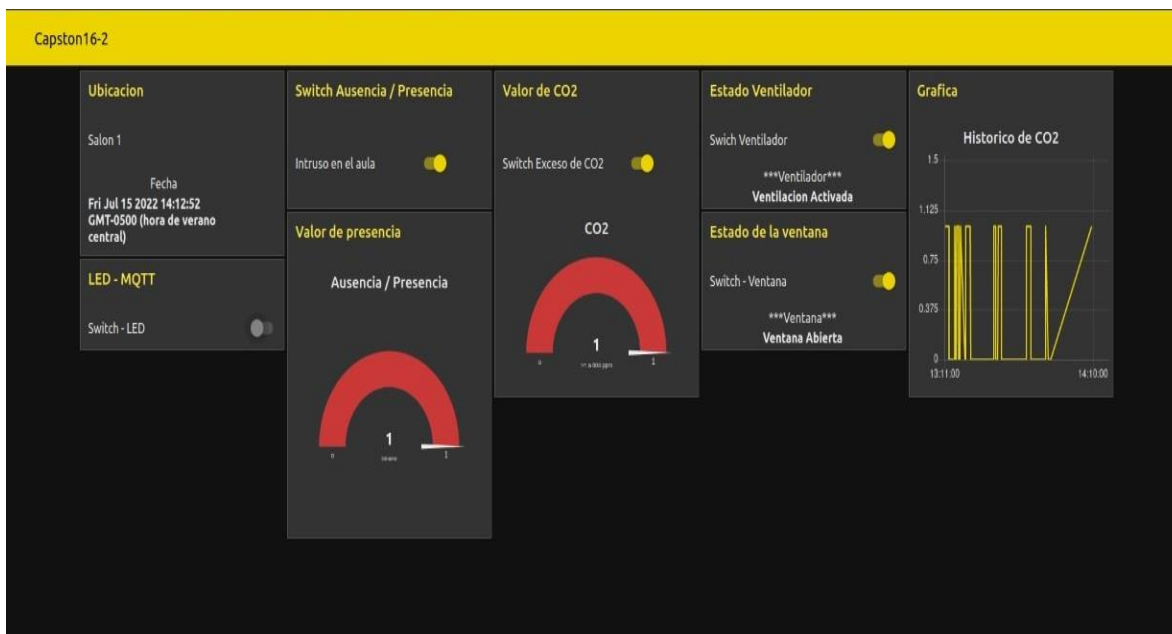 Capston16-2
Ubicacion
Salon 1
Fecha
Fri Jul 15 2022 14:12:52
GMT-0500 (hora de verano
central)
LED - MQTT
Switch - LED
Switch Ausencia / Presencia
Intruso en el aula
Valor de presencia
Ausencia / Presencia
1
0
1
Valor de CO2
Switch Exceso de CO2
CO2
1
0
1
Estado Ventilador
Swich Ventilador
***Ventilador***
Ventilacion Activada
Estado de la ventana
Switch - Ventana
***Ventana***
Ventana Abierta
Grafica
Historico de CO2
1.5
1.125
0.75
0.375
0
13:11:00
14:10:00